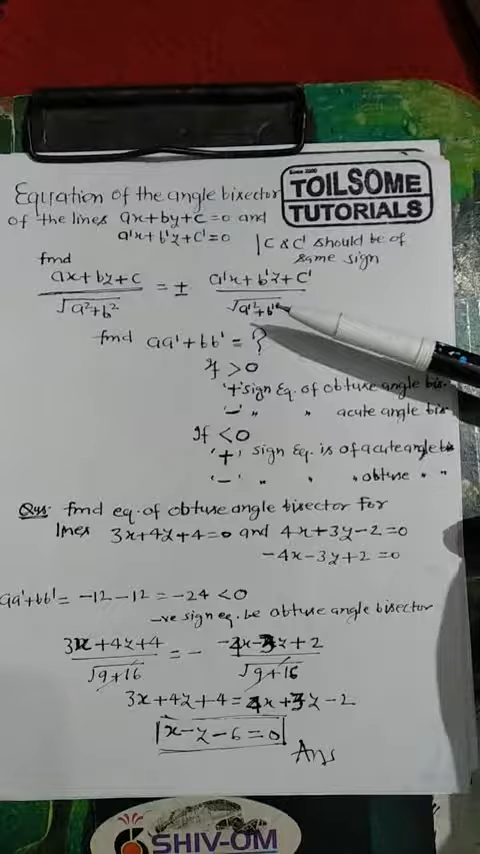 Equation of the angle bisector
of the lines ax+by+c=0 and
a'x+b'y+c'=0
Since 2000
TOILSOME
TUTORIALS
| C & C' should be of
same sign
find
ax+by+c / √a²+b² = ± a'x+b'y+c' / √a'²+b'²
find aa'+bb' = ?
If >0
'+' sign Eq. of obtuse angle bis.
'-' " " acute angle bis.
If <0
'+' sign Eq. is of acute angle bis
'-' " " " obtuse " "
Qus: find eq. of obtuse angle bisector for
lines 3x+4y+4=0 and 4x+3y-2=0
-4x-3y+2=0
aa'+bb' = -12-12 = -24 <0
-ve sign eq. be obtuse angle bisector
3x+4y+4 / √9+16 = - -4x-3y+2 / √9+16
3x+4y+4 = 4x+3y-2
x-y-6=0
Ans
SHIV-OM